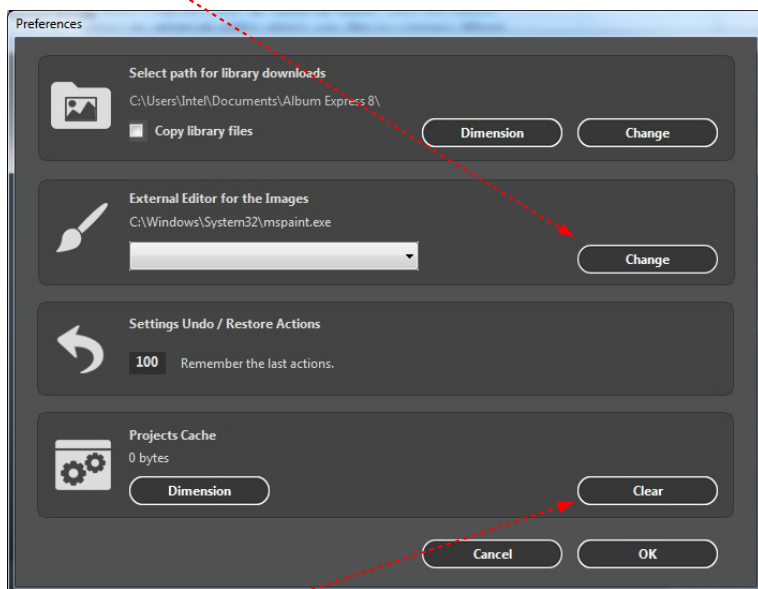 Preferences
Select path for library downloads
C:\Users\Intel\Documents\Album Express 8\
Copy library files
Dimension
Change
External Editor for the Images
C:\Windows\System32\mspaint.exe
Change
Settings Undo / Restore Actions
100 Remember the last actions.
Projects Cache
0 bytes
Dimension
Clear
Cancel
OK